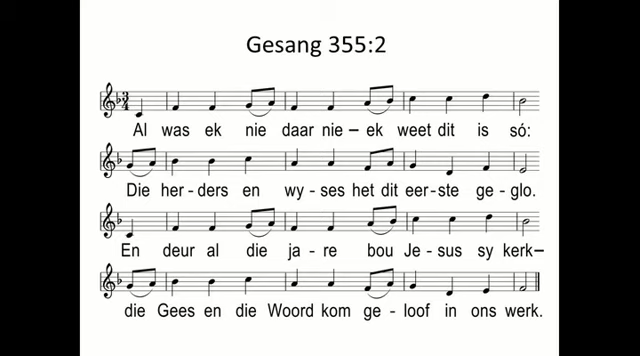 Gesang 355:2
Al was ek nie daar nie – ek weet dit is só:
Die her-ders en wy-ses het dit eer-ste ge-glo.
En deur al die ja-re bou Je-sus sy kerk–
die Gees en die Woord kom ge-loof in ons werk.